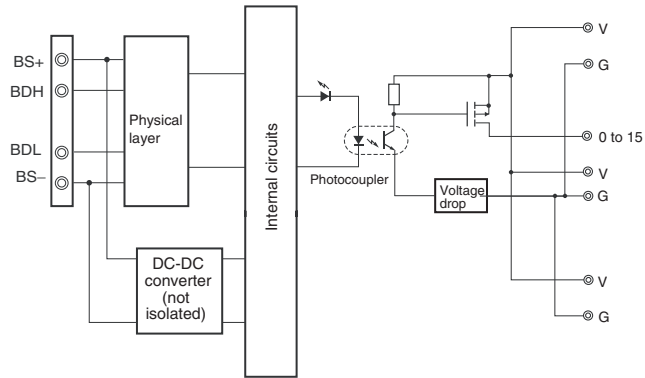 BS+
BDH
BDL
BS−
Physical
layer
DC-DC
converter
(not
isolated)
Internal circuits
Photocoupler
Voltage
drop
V
G
0 to 15
V
G
V
G